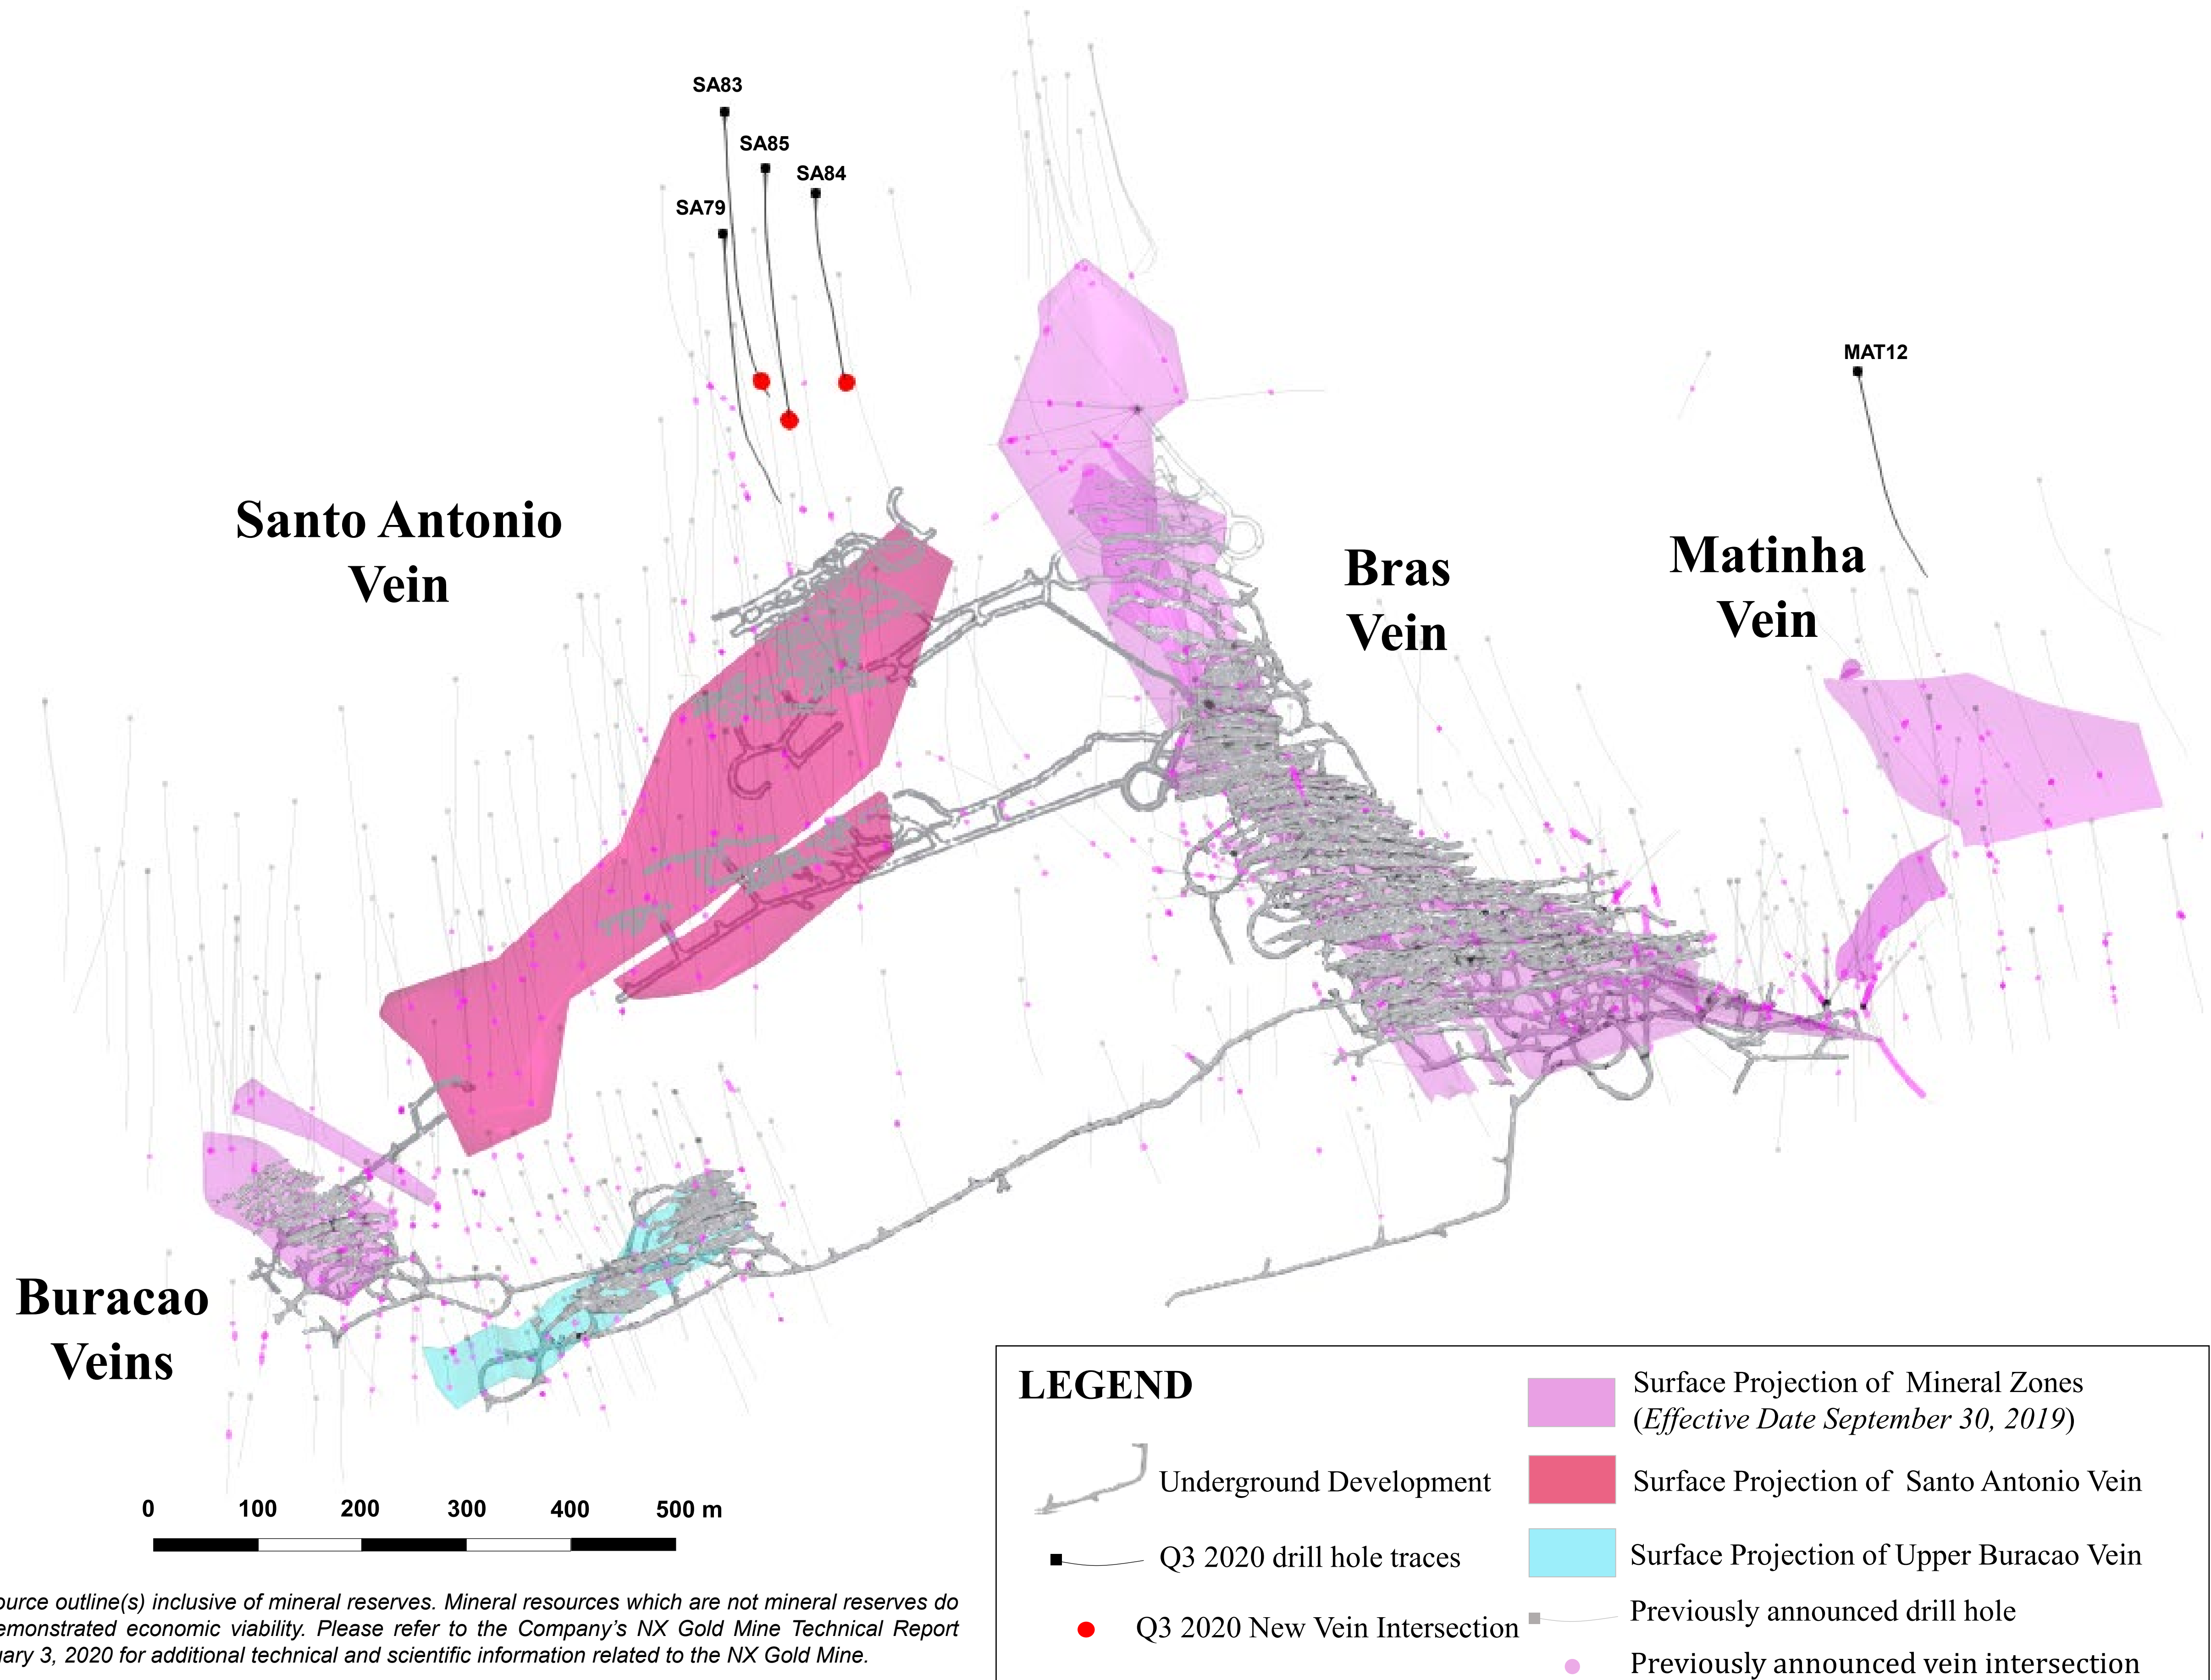 SA83
SA85
SA84
SA79
MAT12
Santo Antonio
Vein
Bras
Vein
Matinha
Vein
Buracao
Veins
0 100 200 300 400 500 m
LEGEND
Underground Development
Q3 2020 drill hole traces
Q3 2020 New Vein Intersection
Surface Projection of Mineral Zones
(Effective Date September 30, 2019)
Surface Projection of Santo Antonio Vein
Surface Projection of Upper Buracao Vein
Previously announced drill hole
Previously announced vein intersection
outline(s) inclusive of mineral reserves. Mineral resources which are not mineral reserves do
economic viability. Please refer to the Company's NX Gold Mine Technical Report
3, 2020 for additional technical and scientific information related to the NX Gold Mine.